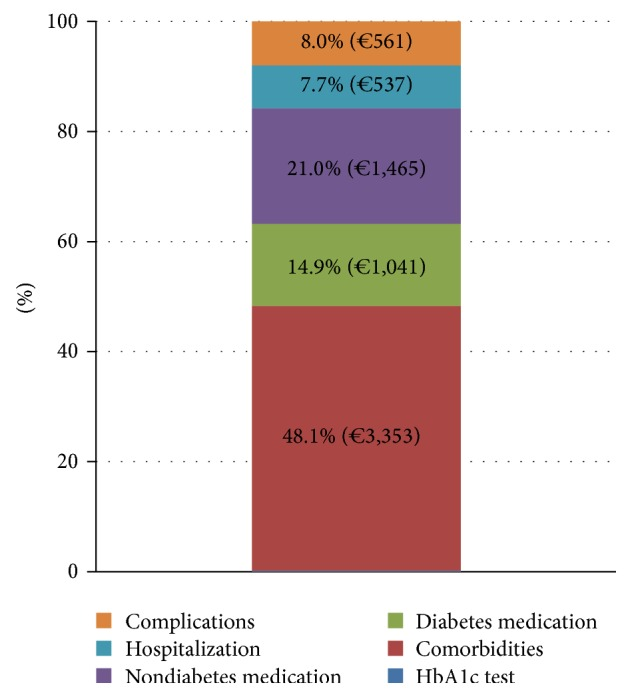 100
80
60
40
20
0
(%)
8.0% (€561)
7.7% (€537)
21.0% (€1,465)
14.9% (€1,041)
48.1% (€3,353)
Complications
Hospitalization
Nondiabetes medication
Diabetes medication
Comorbidities
HbA1c test